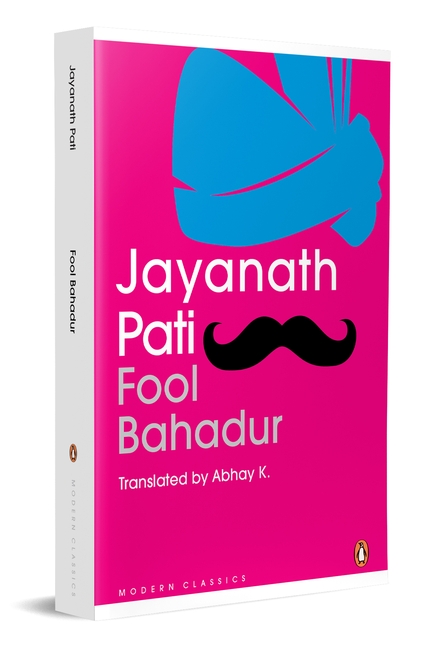 Jayanath Pati
Fool Bahadur
MODERN CLASSICS
Jayanath
Pati
Fool
Bahadur
Translated by Abhay K.
MODERN CLASSICS